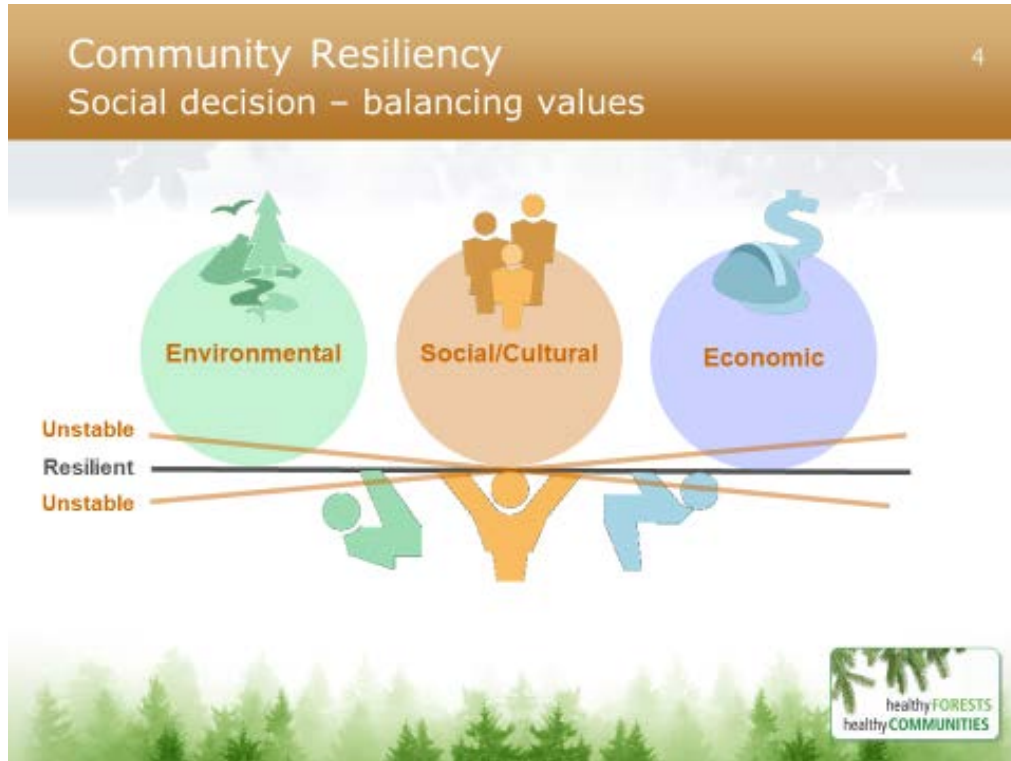 Community Resiliency
4
Social decision – balancing values
Environmental
Social/Cultural
Economic
Unstable
Resilient
Unstable
healthy FORESTS
healthy COMMUNITIES